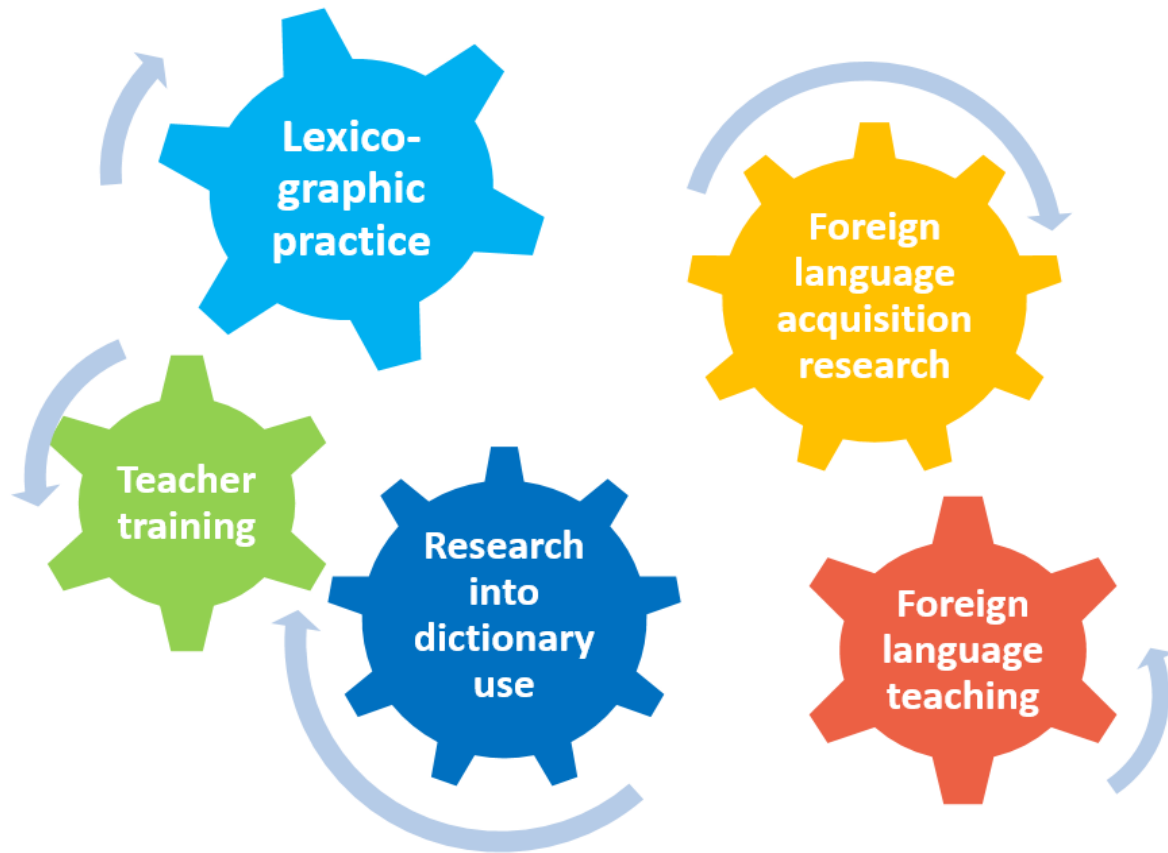 Lexico-
graphic
practice
Foreign
language
acquisition
research
Teacher
training
Research
into
dictionary
use
Foreign
language
teaching